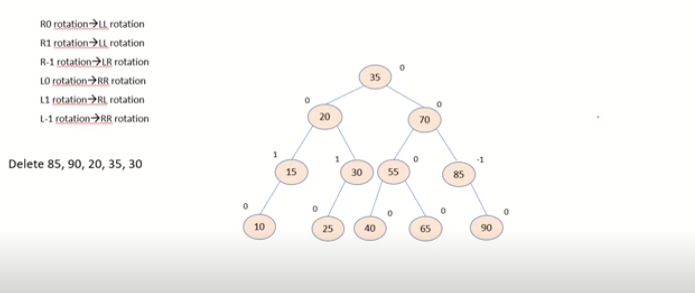 R0 rotation→LL rotation
R1 rotation→LL rotation
R-1 rotation→LR rotation
L0 rotation→RR rotation
L1 rotation→RL rotation
L-1 rotation→RR rotation
Delete 85, 90, 20, 35, 30
35 0
0 20
70 0
1 15
1 30
55 0
85 -1
0 10
0 25
40 0
65 0
90 0